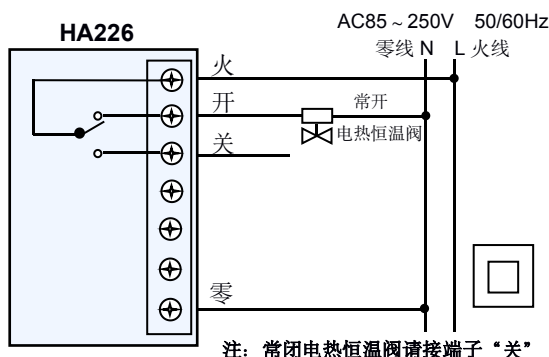 AC85～250V 50/60Hz
HA226
零线 N L 火线
火
开
常开
电热恒温阀
关
零
注：常闭电热恒温阀请接端子“关”